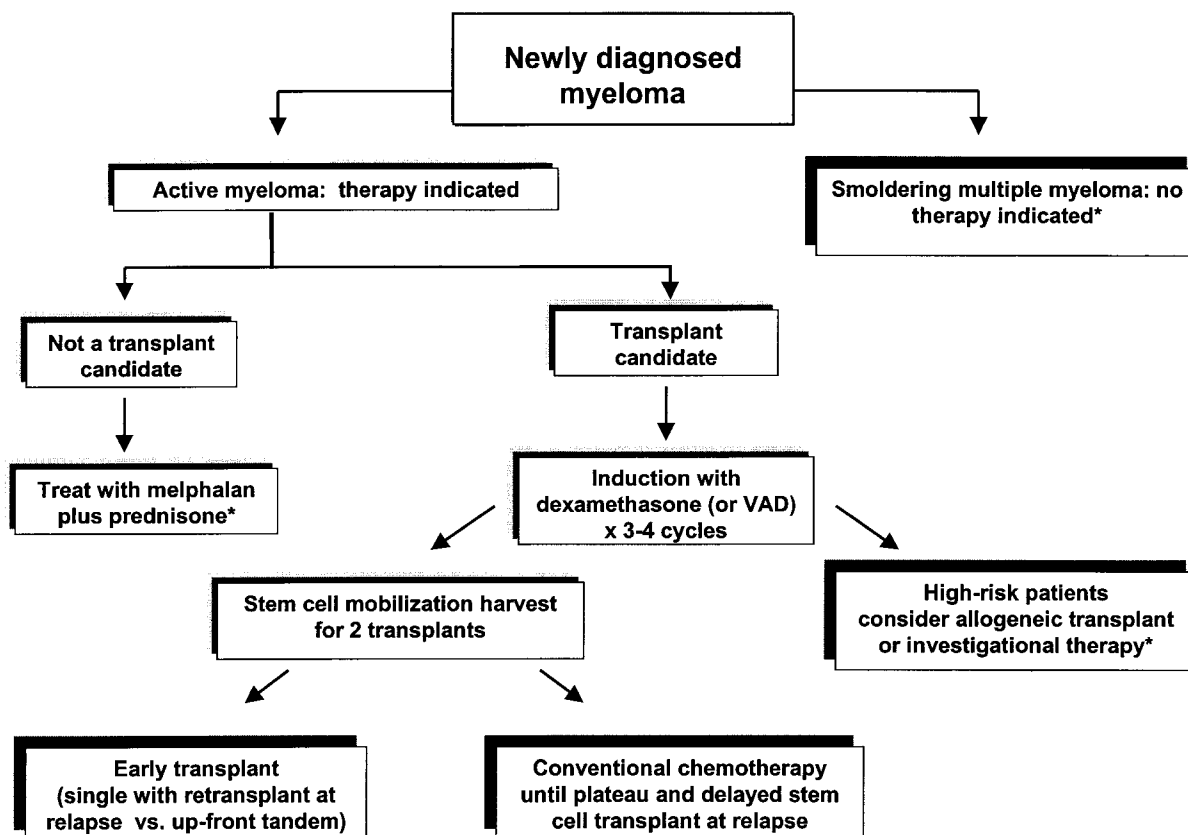 Newly diagnosed
myeloma
Active myeloma: therapy indicated
Smoldering multiple myeloma: no
therapy indicated*
Not a transplant
candidate
Transplant
candidate
Treat with melphalan
plus prednisone*
Induction with
dexamethasone (or VAD)
x 3-4 cycles
Stem cell mobilization harvest
for 2 transplants
High-risk patients
consider allogeneic transplant
or investigational therapy*
Early transplant
(single with retransplant at
relapse vs. up-front tandem)
Conventional chemotherapy
until plateau and delayed stem
cell transplant at relapse